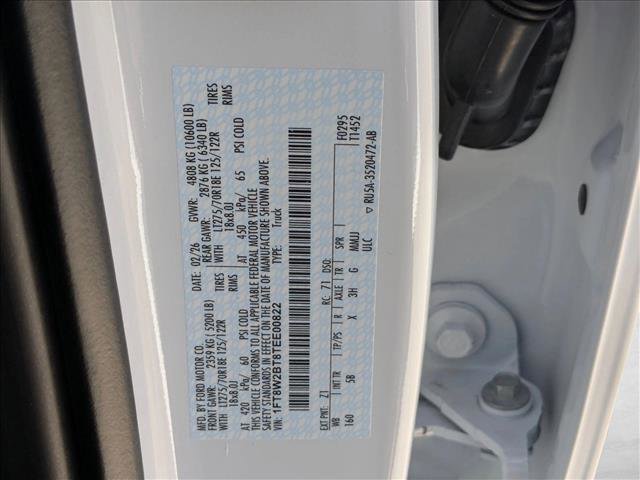 MFD. BY FORD MOTOR CO.
DATE: 02/26 GVWR: 4808 KG (10600 LB)
FRONT GAWR: 2359 KG ( 5200 LB) REAR GAWR: 2876 KG ( 6340 LB)
LT275/70R18E 125/122R TIRES WITH LT275/70R18E 125/122R TIRES
18x8.0J RIMS 18x8.0J RIMS
AT 420 kPa/ 60 PSI COLD AT 450 kPa/ 65 PSI COLD
THIS VEHICLE CONFORMS TO ALL APPLICABLE FEDERAL MOTOR VEHICLE
SAFETY STANDARDS IN EFFECT ON THE DATE OF MANUFACTURE SHOWN ABOVE.
VIN: 1FT8W2BT8TEE00822 TYPE: Truck
F0295
T1452
EXT PNT: Z1 RC: 71 DSO:
WB INT TR TP/PS R AXLE TR SPR
160 5B X 3H G MMJJ
ULC
RU5A-3520472-AB